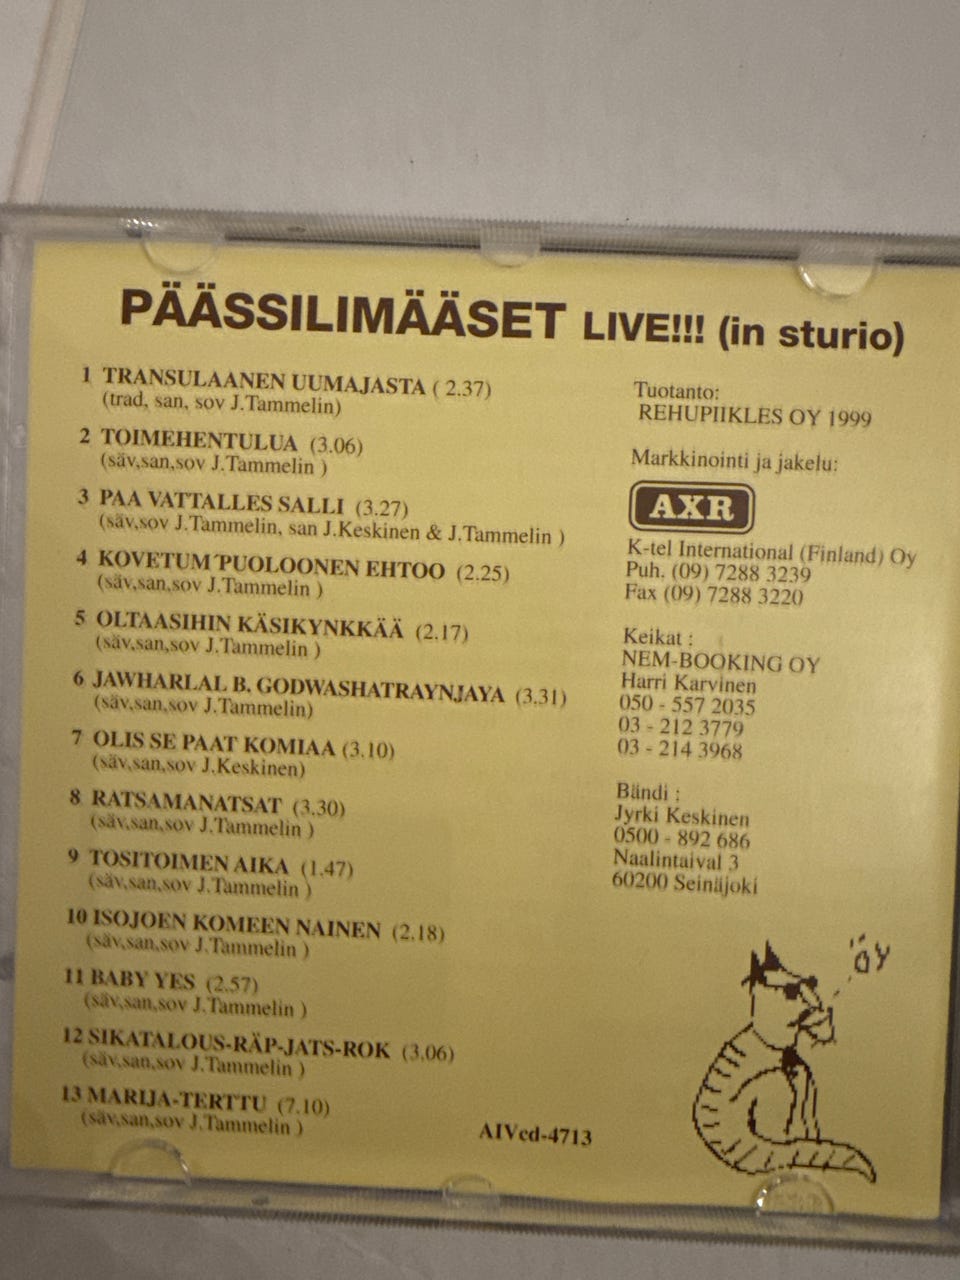 PÄÄSSILIMÄÄSET LIVE!!! (in sturio)
1 TRANSULAANEN UUMAJASTA ( 2.37)
(trad, san, sov J.Tammelin)
2 TOIMEHENTULUA (3.06)
(säv,san,sov J.Tammelin )
3 PAA VATTALLES SALLI (3.27)
(säv,sov J.Tammelin, san J.Keskinen & J.Tammelin )
4 KOVETUM´PUOLOONEN EHTOO (2.25)
(säv,san,sov J.Tammelin )
5 OLTAASIHIN KÄSIKYNKKÄÄ (2.17)
(säv,san,sov J.Tammelin )
6 JAWHARLAL B. GODWASHATRAYNJAYA (3.31)
(säv,san,sov J.Tammelin)
7 OLIS SE PAAT KOMIAA (3.10)
(säv,san,sov J.Keskinen)
8 RATSAMANATSAT (3.30)
(säv,san,sov J.Tammelin )
9 TOSITOIMEN AIKA (1.47)
(säv,san,sov J.Tammelin )
10 ISOJOEN KOMEEN NAINEN (2.18)
(säv,san,sov J.Tammelin )
11 BABY YES (2.57)
(säv,san,sov J.Tammelin )
12 SIKATALOUS-RÄP-JATS-ROK (3.06)
(säv,san,sov J.Tammelin )
13 MARIJA-TERTTU (7.10)
(säv,san,sov J.Tammelin )
AIVcd-4713
Tuotanto:
REHUPIIKLES OY 1999
Markkinointi ja jakelu:
AXR
K-tel International (Finland) Oy
Puh. (09) 7288 3239
Fax (09) 7288 3220
Keikat :
NEM-BOOKING OY
Harri Karvinen
050 - 557 2035
03 - 212 3779
03 - 214 3968
Bändi :
Jyrki Keskinen
0500 - 892 686
Naalintaival 3
60200 Seinäjoki
ÖY